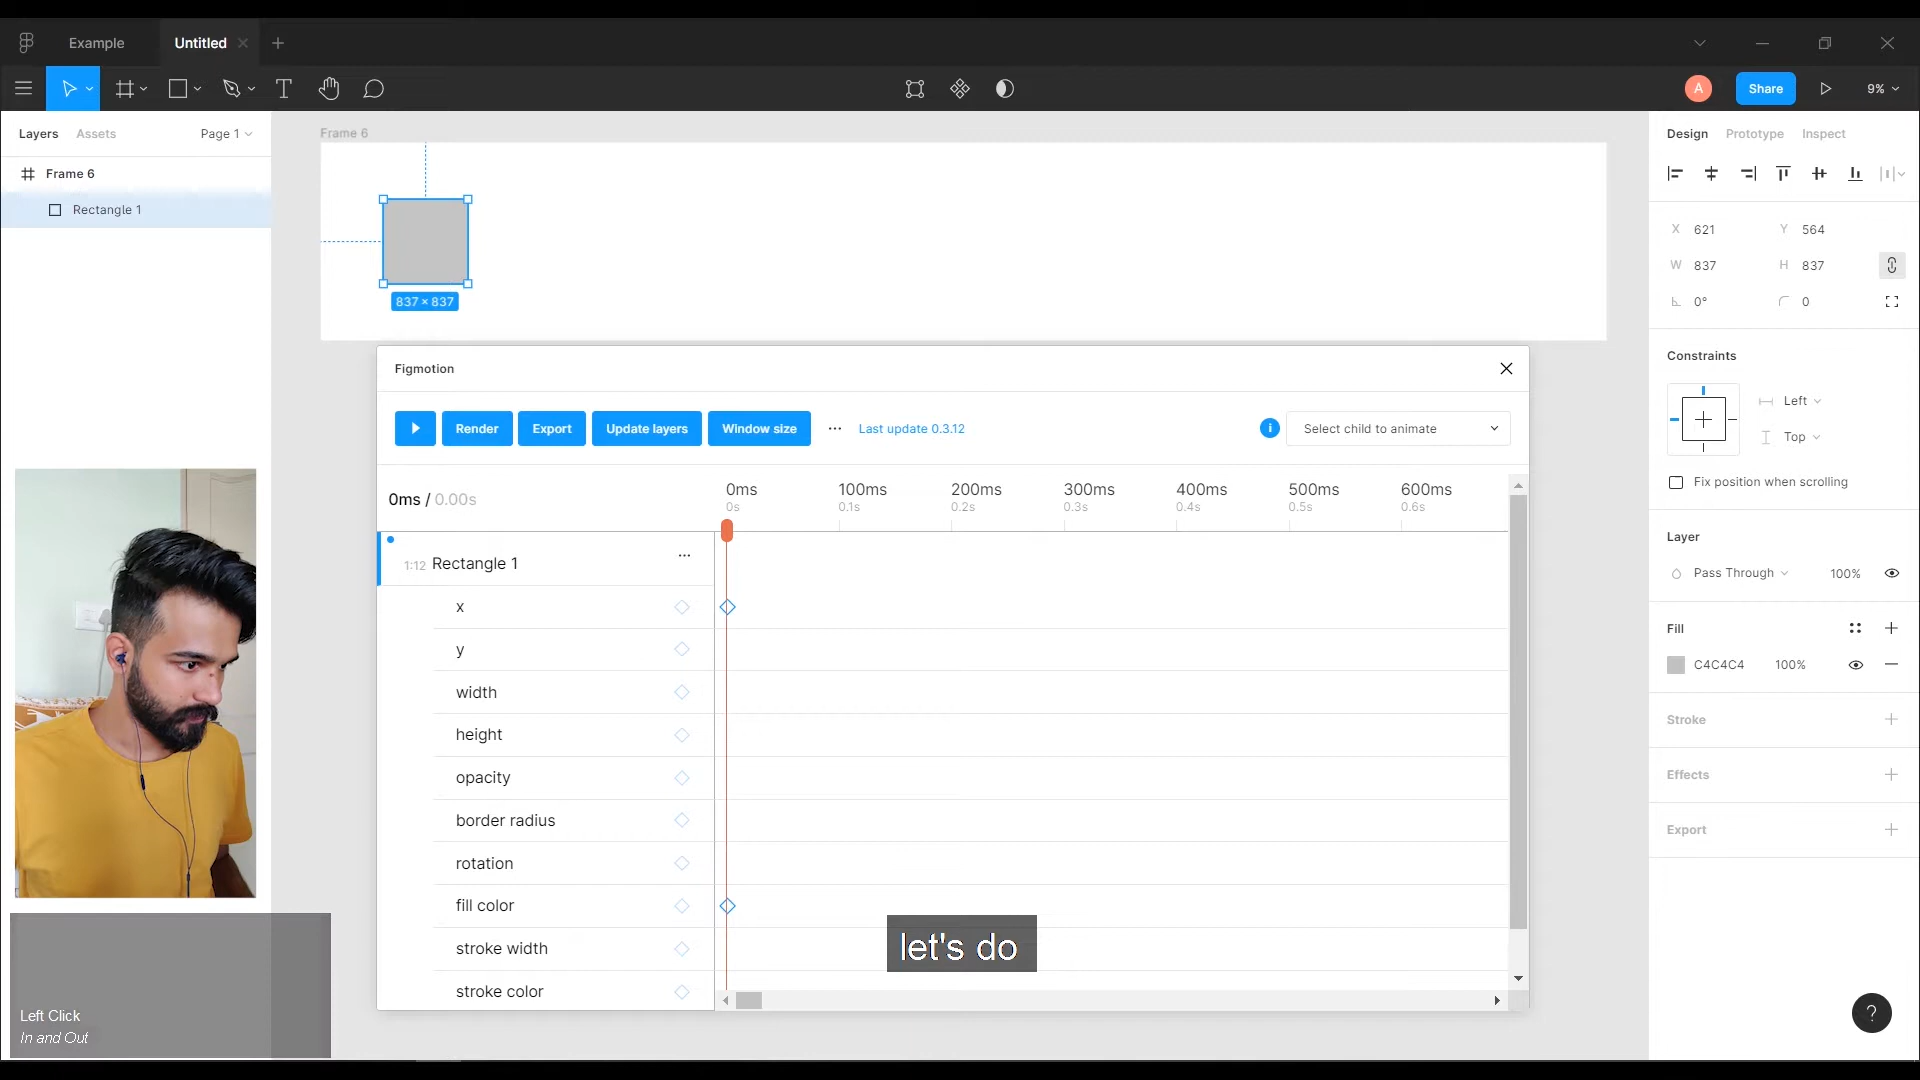 Example
Untitled
A
Share
9%
Layers
Assets
Page 1
Frame 6
Rectangle 1
Frame 6
837 × 837
Design
Prototype
Inspect
X 621
Y 564
W 837
H 837
0°
0
Constraints
Left
Top
Fix position when scrolling
Layer
Pass Through
100%
Fill
C4C4C4
100%
Stroke
Effects
Export
Figmotion
Render
Export
Update layers
Window size
Last update 0.3.12
i
Select child to animate
0ms / 0.00s
0ms 100ms 200ms 300ms 400ms 500ms 600ms
0s 0.1s 0.2s 0.3s 0.4s 0.5s 0.6s
1:12 Rectangle 1
x
y
width
height
opacity
border radius
rotation
fill color
stroke width
stroke color
let's do
Left Click
In and Out
?